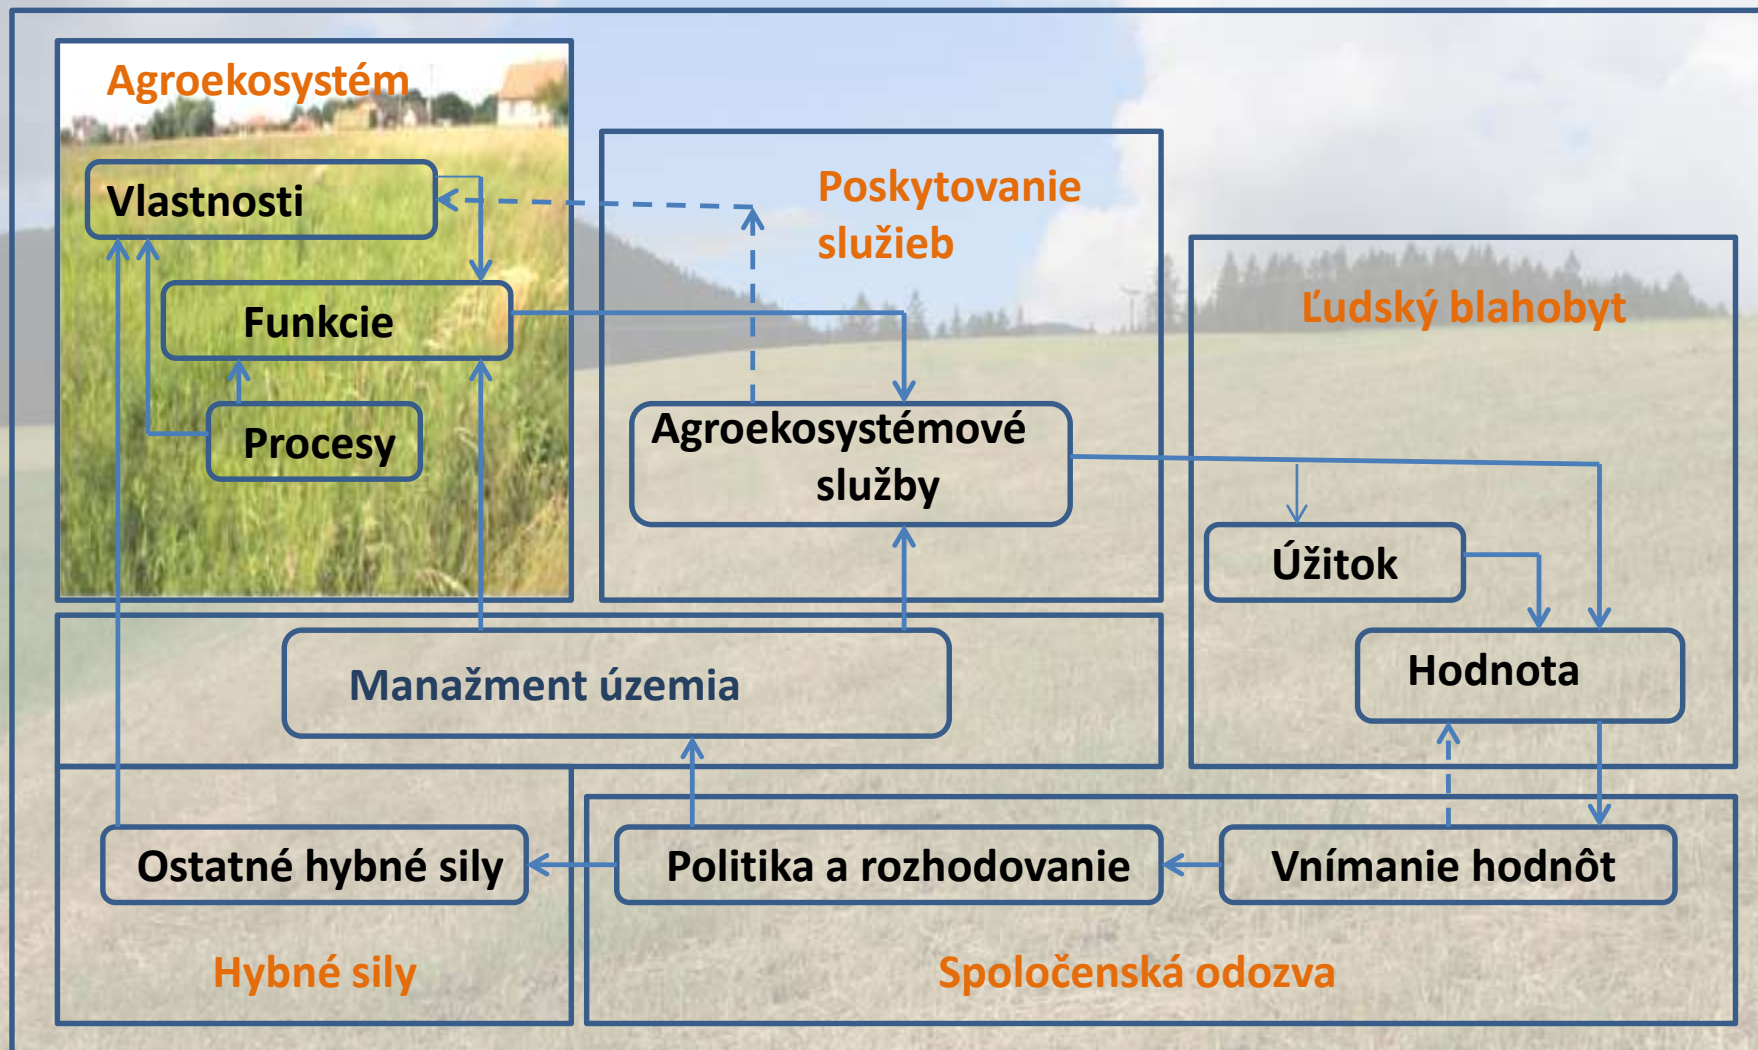 Agroekosystém
Vlastnosti
Funkcie
Procesy
Poskytovanie
služieb
Agroekosystémové
služby
Ľudský blahobyt
Úžitok
Hodnota
Manažment územia
Ostatné hybné sily
Hybné sily
Politika a rozhodovanie
Vnímanie hodnôt
Spoločenská odozva